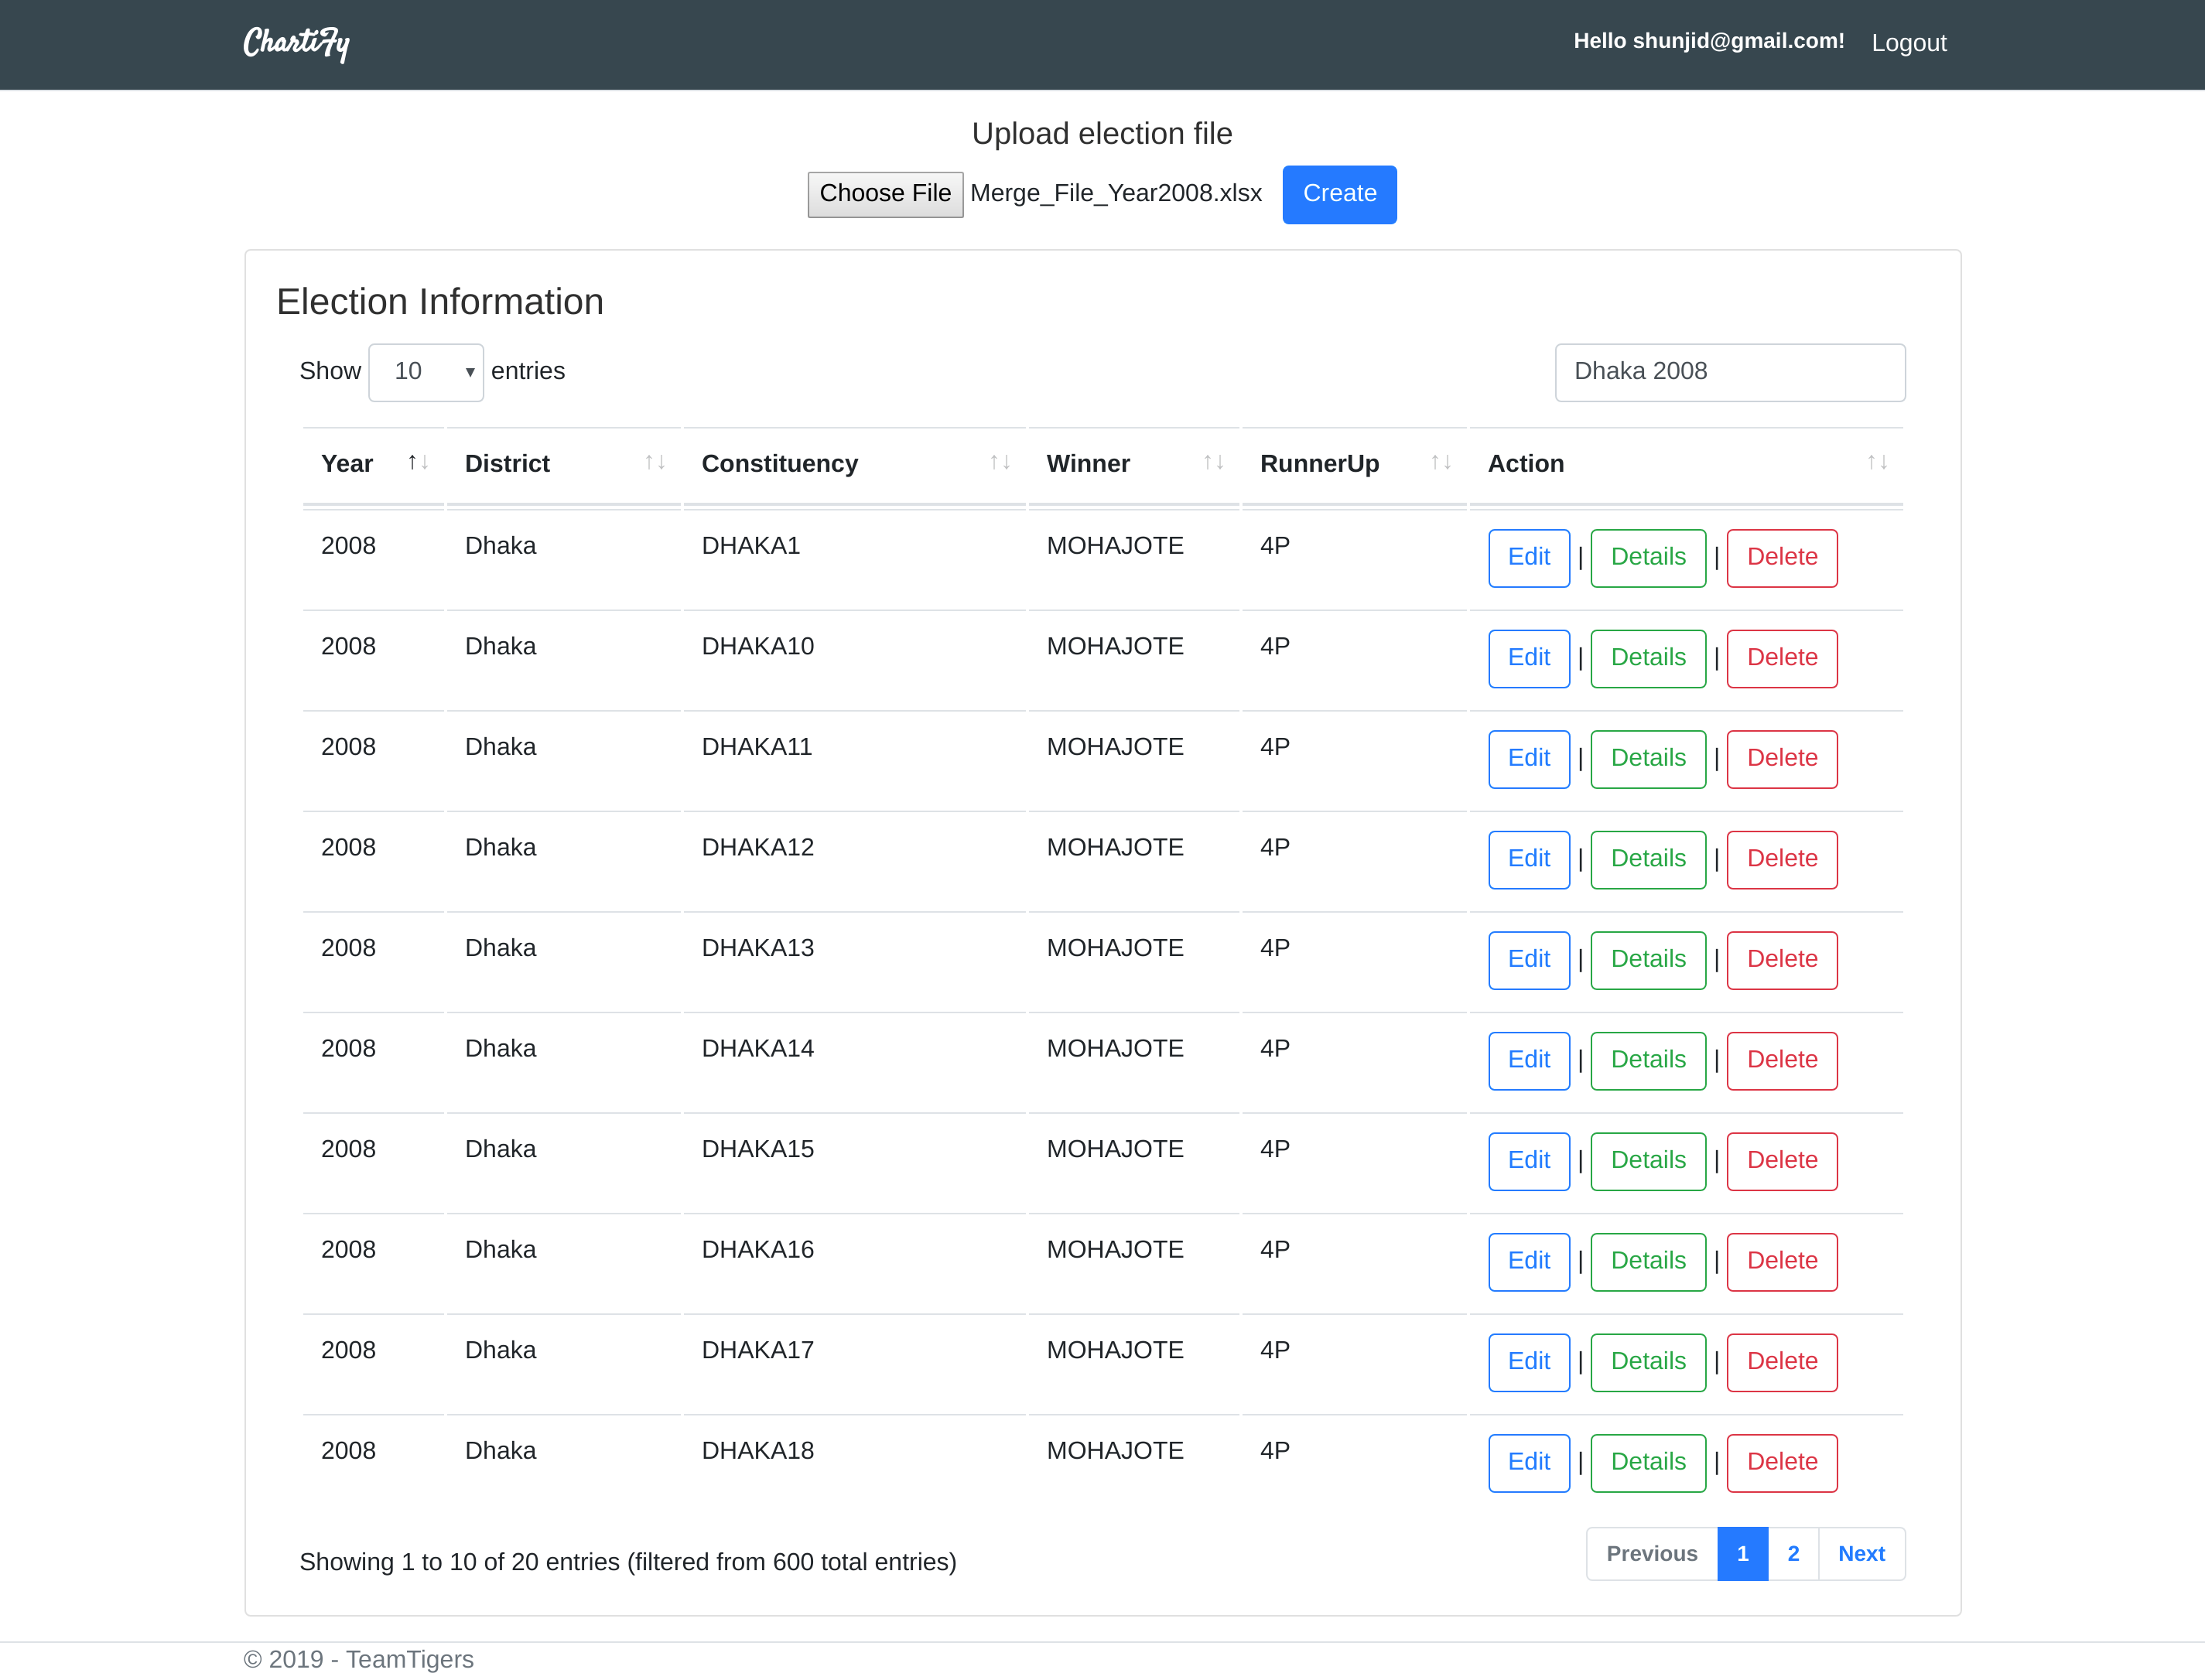 Chartify
Hello shunjid@gmail.com! Logout
Upload election file
Choose File Merge_File_Year2008.xlsx Create
Election Information
Show 10 entries Dhaka 2008
Year District Constituency Winner RunnerUp Action
2008 Dhaka DHAKA1 MOHAJOTE 4P Edit | Details | Delete
2008 Dhaka DHAKA10 MOHAJOTE 4P Edit | Details | Delete
2008 Dhaka DHAKA11 MOHAJOTE 4P Edit | Details | Delete
2008 Dhaka DHAKA12 MOHAJOTE 4P Edit | Details | Delete
2008 Dhaka DHAKA13 MOHAJOTE 4P Edit | Details | Delete
2008 Dhaka DHAKA14 MOHAJOTE 4P Edit | Details | Delete
2008 Dhaka DHAKA15 MOHAJOTE 4P Edit | Details | Delete
2008 Dhaka DHAKA16 MOHAJOTE 4P Edit | Details | Delete
2008 Dhaka DHAKA17 MOHAJOTE 4P Edit | Details | Delete
2008 Dhaka DHAKA18 MOHAJOTE 4P Edit | Details | Delete
Showing 1 to 10 of 20 entries (filtered from 600 total entries) Previous 1 2 Next
© 2019 - TeamTigers